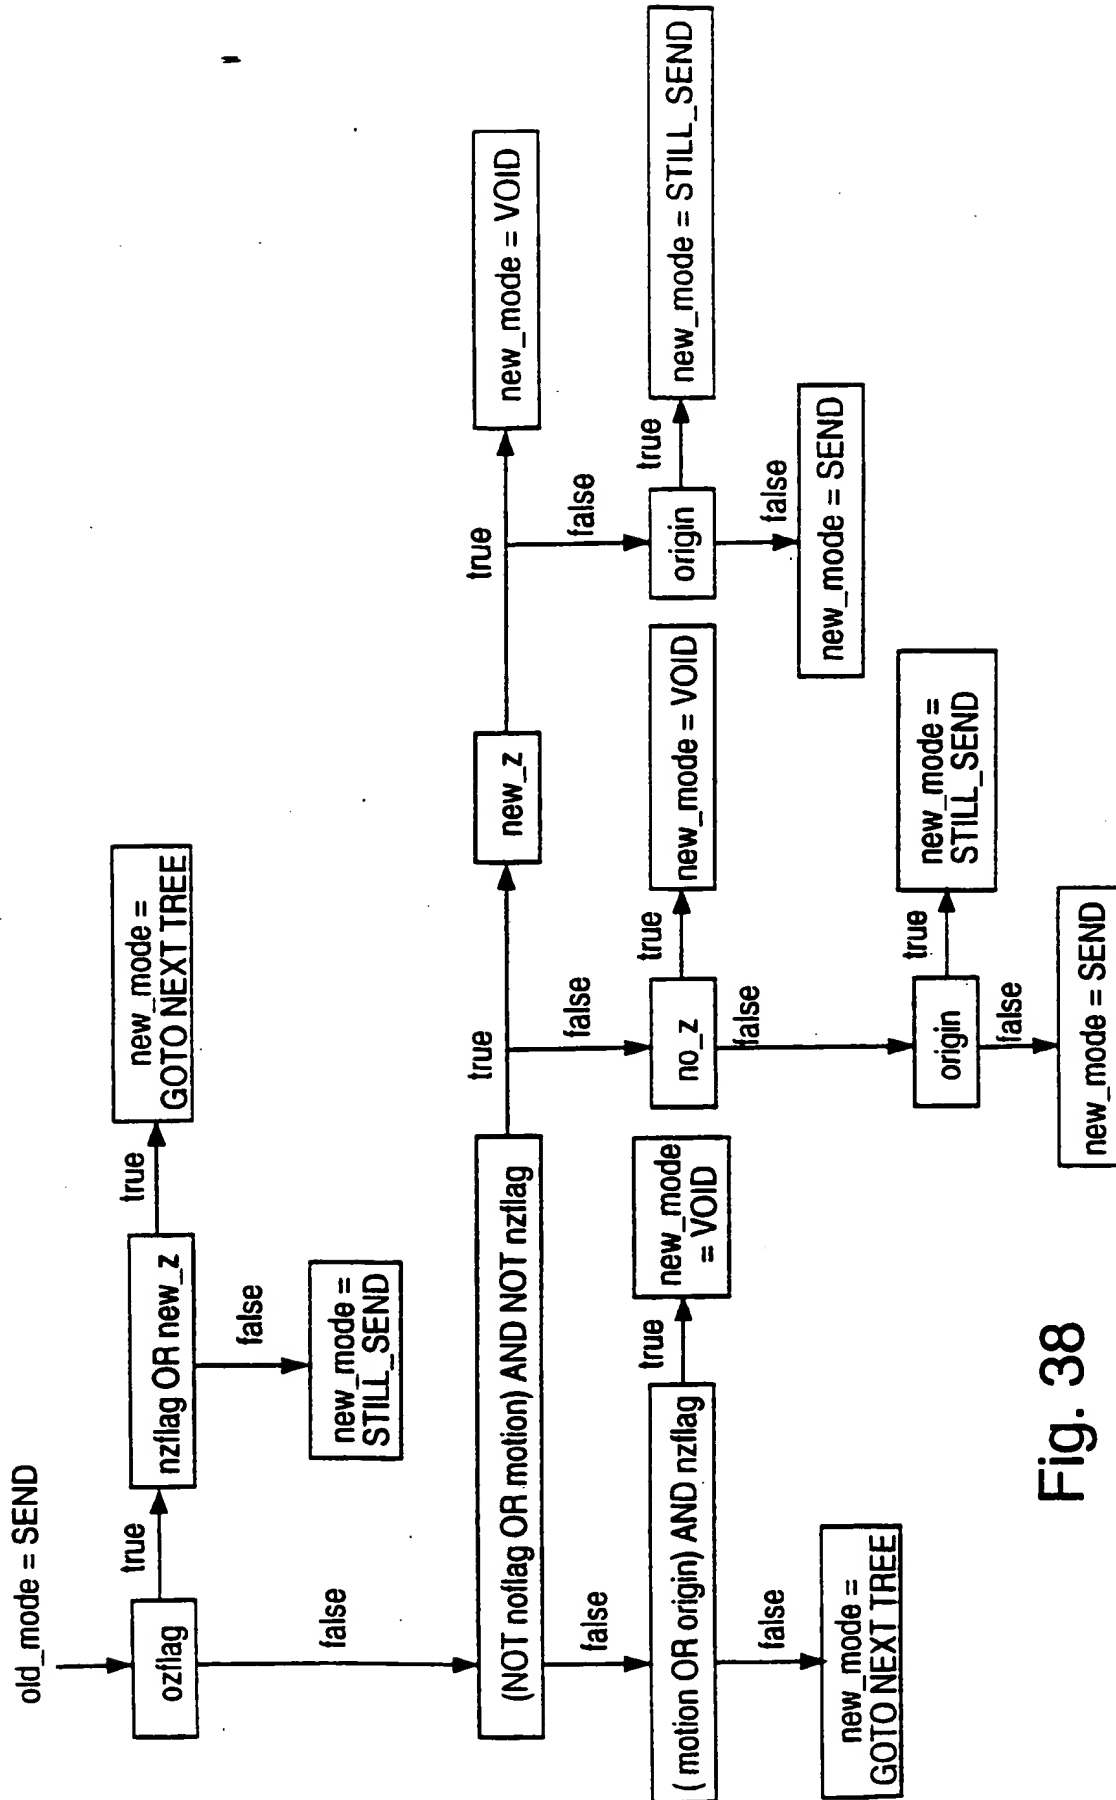 old_mode = SEND
ozflag
true
nzflag OR new_z
true
new_mode =
GOTO NEXT TREE
false
new_mode =
STILL_SEND
false
(NOT noflag OR motion) AND NOT nzflag
true
new_z
true
new_mode = VOID
false
origin
true
new_mode = STILL_SEND
false
new_mode = SEND
false
no_z
true
new_mode = VOID
false
origin
true
new_mode =
STILL_SEND
false
new_mode = SEND
false
( motion OR origin) AND nzflag
true
new_mode
= VOID
false
new_mode =
GOTO NEXT TREE
Fig. 38